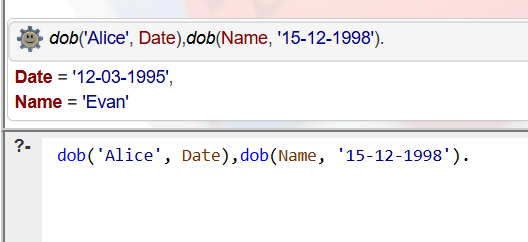 dob('Alice', Date),dob(Name, '15-12-1998').
Date = '12-03-1995',
Name = 'Evan'
?- dob('Alice', Date),dob(Name, '15-12-1998').